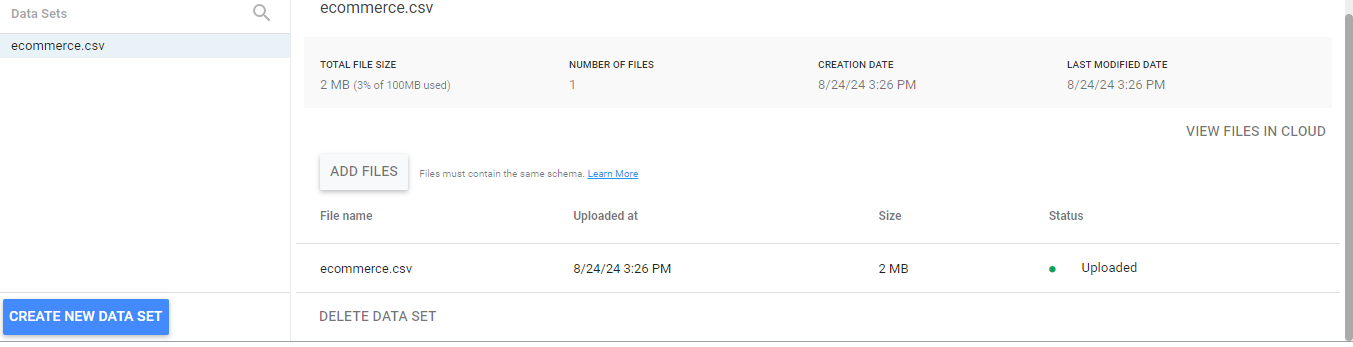 Data Sets
ecommerce.csv
CREATE NEW DATA SET
ecommerce.csv
TOTAL FILE SIZE NUMBER OF FILES CREATION DATE LAST MODIFIED DATE
2 MB (3% of 100MB used) 1 8/24/24 3:26 PM 8/24/24 3:26 PM
VIEW FILES IN CLOUD
ADD FILES Files must contain the same schema. Learn More
File name Uploaded at Size Status
ecommerce.csv 8/24/24 3:26 PM 2 MB Uploaded
DELETE DATA SET